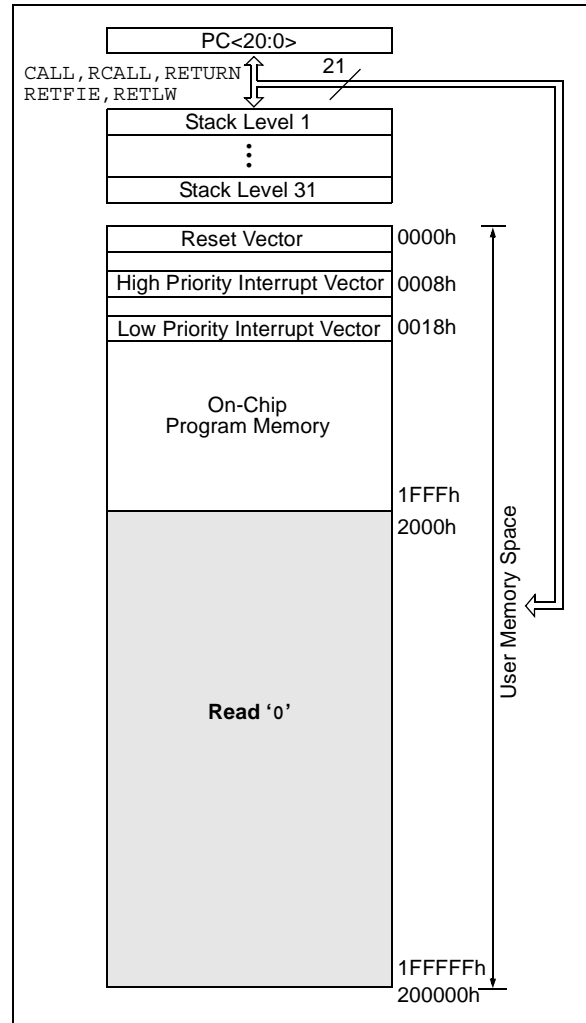 PC<20:0>
CALL,RCALL,RETURN
RETFIE,RETLW
21
Stack Level 1
Stack Level 31
Reset Vector
0000h
High Priority Interrupt Vector
0008h
Low Priority Interrupt Vector
0018h
On-Chip
Program Memory
1FFFh
2000h
User Memory Space
Read ‘0’
1FFFFFh
200000h